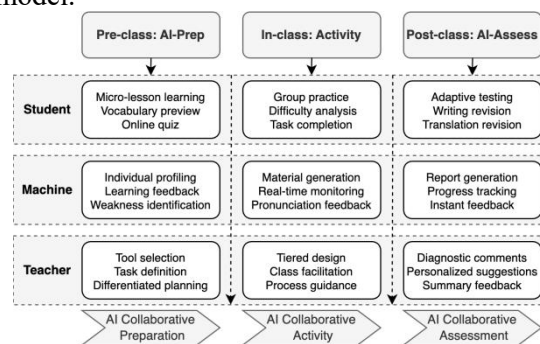 model.
Pre-class: AI-Prep
In-class: Activity
Post-class: AI-Assess
Student
Micro-lesson learning
Vocabulary preview
Online quiz
Group practice
Difficulty analysis
Task completion
Adaptive testing
Writing revision
Translation revision
Machine
Individual profiling
Learning feedback
Weakness identification
Material generation
Real-time monitoring
Pronunciation feedback
Report generation
Progress tracking
Instant feedback
Teacher
Tool selection
Task definition
Differentiated planning
Tiered design
Class facilitation
Process guidance
Diagnostic comments
Personalized suggestions
Summary feedback
AI Collaborative
Preparation
AI Collaborative
Activity
AI Collaborative
Assessment